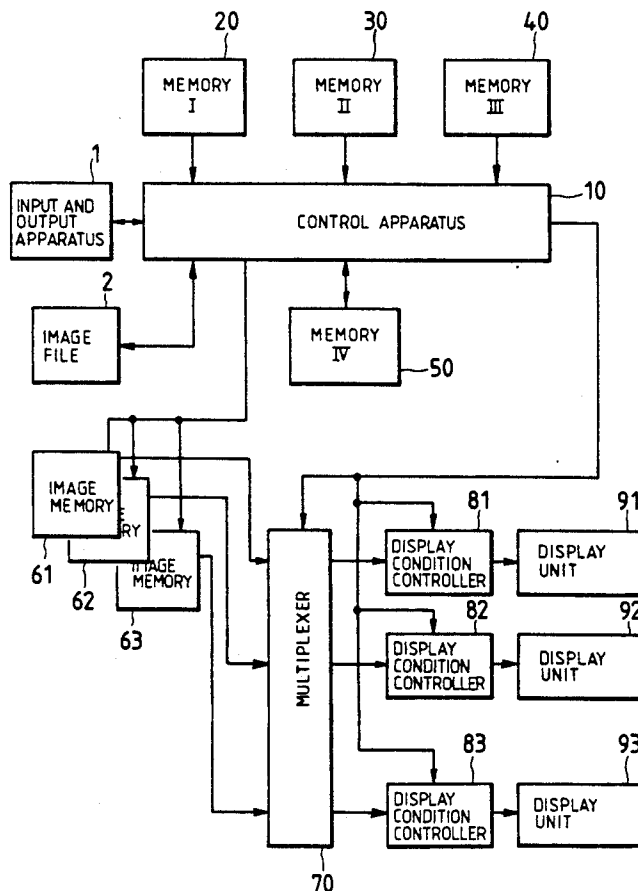 20
30
40
MEMORY
I
MEMORY
II
MEMORY
III
1
10
INPUT AND
OUTPUT
APPARATUS
CONTROL APPARATUS
2
IMAGE
FILE
MEMORY
IV
50
IMAGE
MEMORY
61
62
IMAGE
MEMORY
63
MULTIPLEXER
70
81
DISPLAY
CONDITION
CONTROLLER
91
DISPLAY
UNIT
82
DISPLAY
CONDITION
CONTROLLER
92
DISPLAY
UNIT
83
DISPLAY
CONDITION
CONTROLLER
93
DISPLAY
UNIT